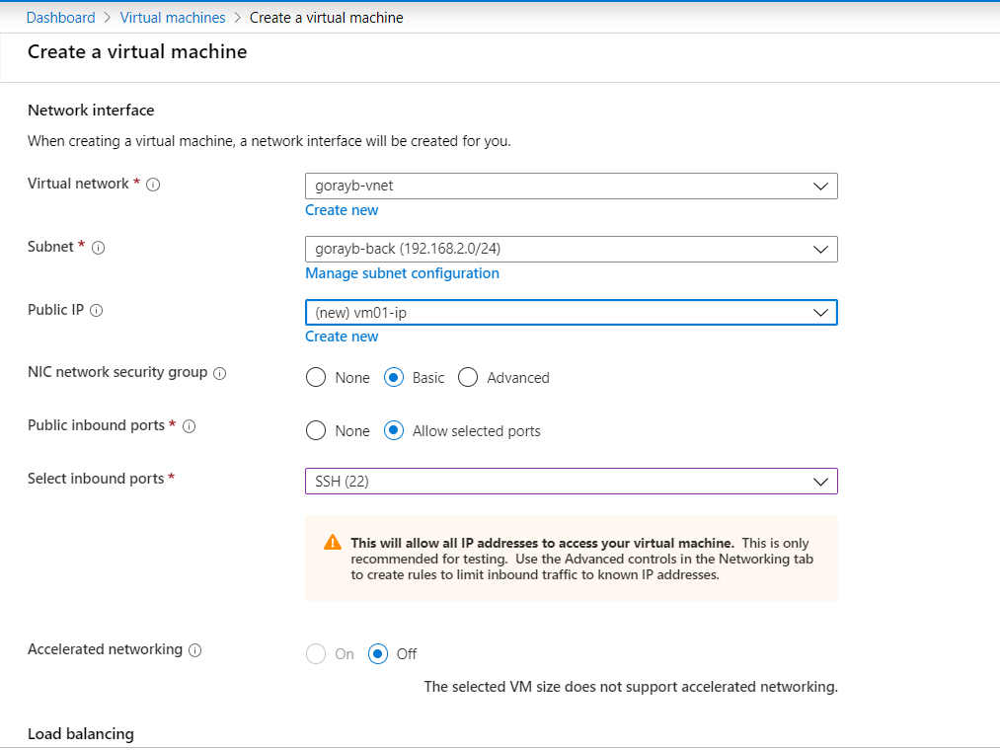 Dashboard > Virtual machines > Create a virtual machine
Create a virtual machine
Network interface
When creating a virtual machine, a network interface will be created for you.
Virtual network *
gorayb-vnet
Create new
Subnet *
gorayb-back (192.168.2.0/24)
Manage subnet configuration
Public IP
(new) vm01-ip
Create new
NIC network security group
None Basic Advanced
Public inbound ports *
None Allow selected ports
Select inbound ports *
SSH (22)
This will allow all IP addresses to access your virtual machine. This is only
recommended for testing. Use the Advanced controls in the Networking tab
to create rules to limit inbound traffic to known IP addresses.
Accelerated networking
On Off
The selected VM size does not support accelerated networking.
Load balancing